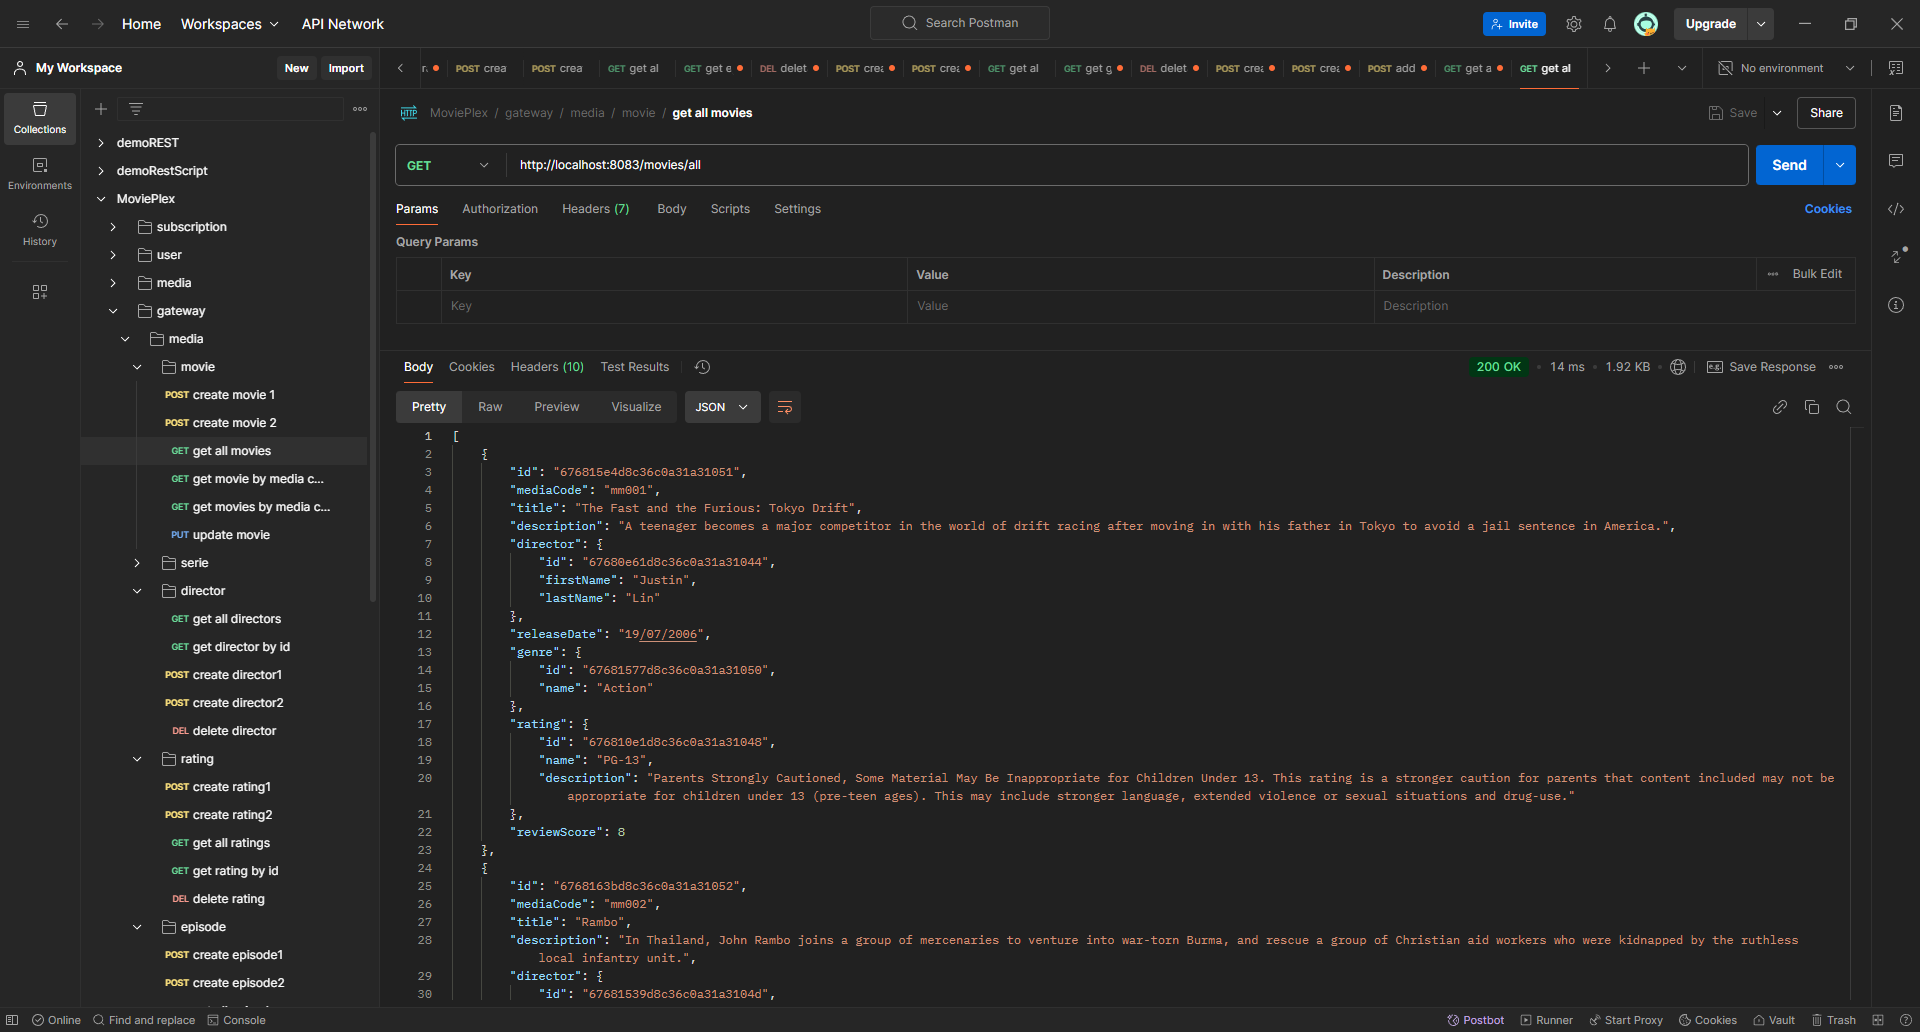 Home Workspaces API Network Search Postman Invite Upgrade
My Workspace New Import POST crea POST crea GET get al GET get e DEL delet POST crea POST crea GET get al GET get g DEL delet POST crea POST crea POST add GET get a GET get al No environment
Collections
Environments
History
demoREST
demoRestScript
MoviePlex
subscription
user
media
gateway
media
movie
POST create movie 1
POST create movie 2
GET get all movies
GET get movie by media c...
GET get movies by media c...
PUT update movie
serie
director
GET get all directors
GET get director by id
POST create director1
POST create director2
DEL delete director
rating
POST create rating1
POST create rating2
GET get all ratings
GET get rating by id
DEL delete rating
episode
POST create episode1
POST create episode2
HTTP MoviePlex / gateway / media / movie / get all movies Save Share
GET http://localhost:8083/movies/all Send
Params Authorization Headers (7) Body Scripts Settings Cookies
Query Params
Key Value Description Bulk Edit
Key Value Description
Body Cookies Headers (10) Test Results 200 OK 14 ms 1.92 KB e.g. Save Response
Pretty Raw Preview Visualize JSON
1 [
2 {
3 "id": "676815e4d8c36c0a31a31051",
4 "mediaCode": "mm001",
5 "title": "The Fast and the Furious: Tokyo Drift",
6 "description": "A teenager becomes a major competitor in the world of drift racing after moving in with his father in Tokyo to avoid a jail sentence in America.",
7 "director": {
8 "id": "67680e61d8c36c0a31a31044",
9 "firstName": "Justin",
10 "lastName": "Lin"
11 },
12 "releaseDate": "19/07/2006",
13 "genre": {
14 "id": "67681577d8c36c0a31a31050",
15 "name": "Action"
16 },
17 "rating": {
18 "id": "676810e1d8c36c0a31a31048",
19 "name": "PG-13",
20 "description": "Parents Strongly Cautioned, Some Material May Be Inappropriate for Children Under 13. This rating is a stronger caution for parents that content included may not be
appropriate for children under 13 (pre-teen ages). This may include stronger language, extended violence or sexual situations and drug-use."
21 },
22 "reviewScore": 8
23 },
24 {
25 "id": "6768163bd8c36c0a31a31052",
26 "mediaCode": "mm002",
27 "title": "Rambo",
28 "description": "In Thailand, John Rambo joins a group of mercenaries to venture into war-torn Burma, and rescue a group of Christian aid workers who were kidnapped by the ruthless
local infantry unit.",
29 "director": {
30 "id": "67681539d8c36c0a31a3104d",
Online Find and replace Console Postbot Runner Start Proxy Cookies Vault Trash